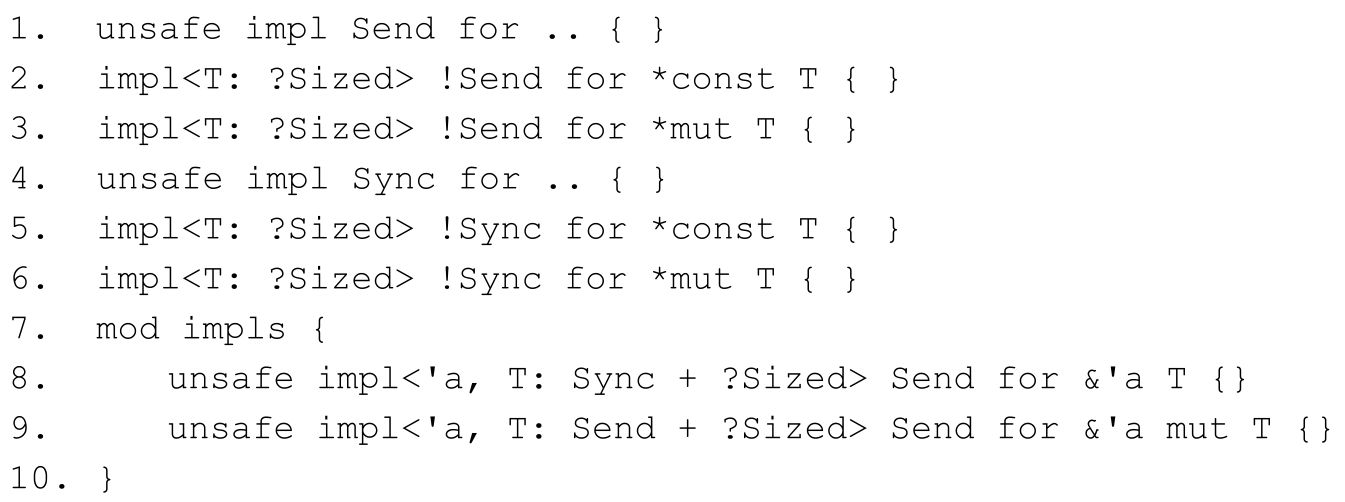 1. unsafe impl Send for .. { }
2. impl<T: ?Sized> !Send for *const T { }
3. impl<T: ?Sized> !Send for *mut T { }
4. unsafe impl Sync for .. { }
5. impl<T: ?Sized> !Sync for *const T { }
6. impl<T: ?Sized> !Sync for *mut T { }
7. mod impls {
8. unsafe impl<'a, T: Sync + ?Sized> Send for &'a T {}
9. unsafe impl<'a, T: Send + ?Sized> Send for &'a mut T {}
10. }